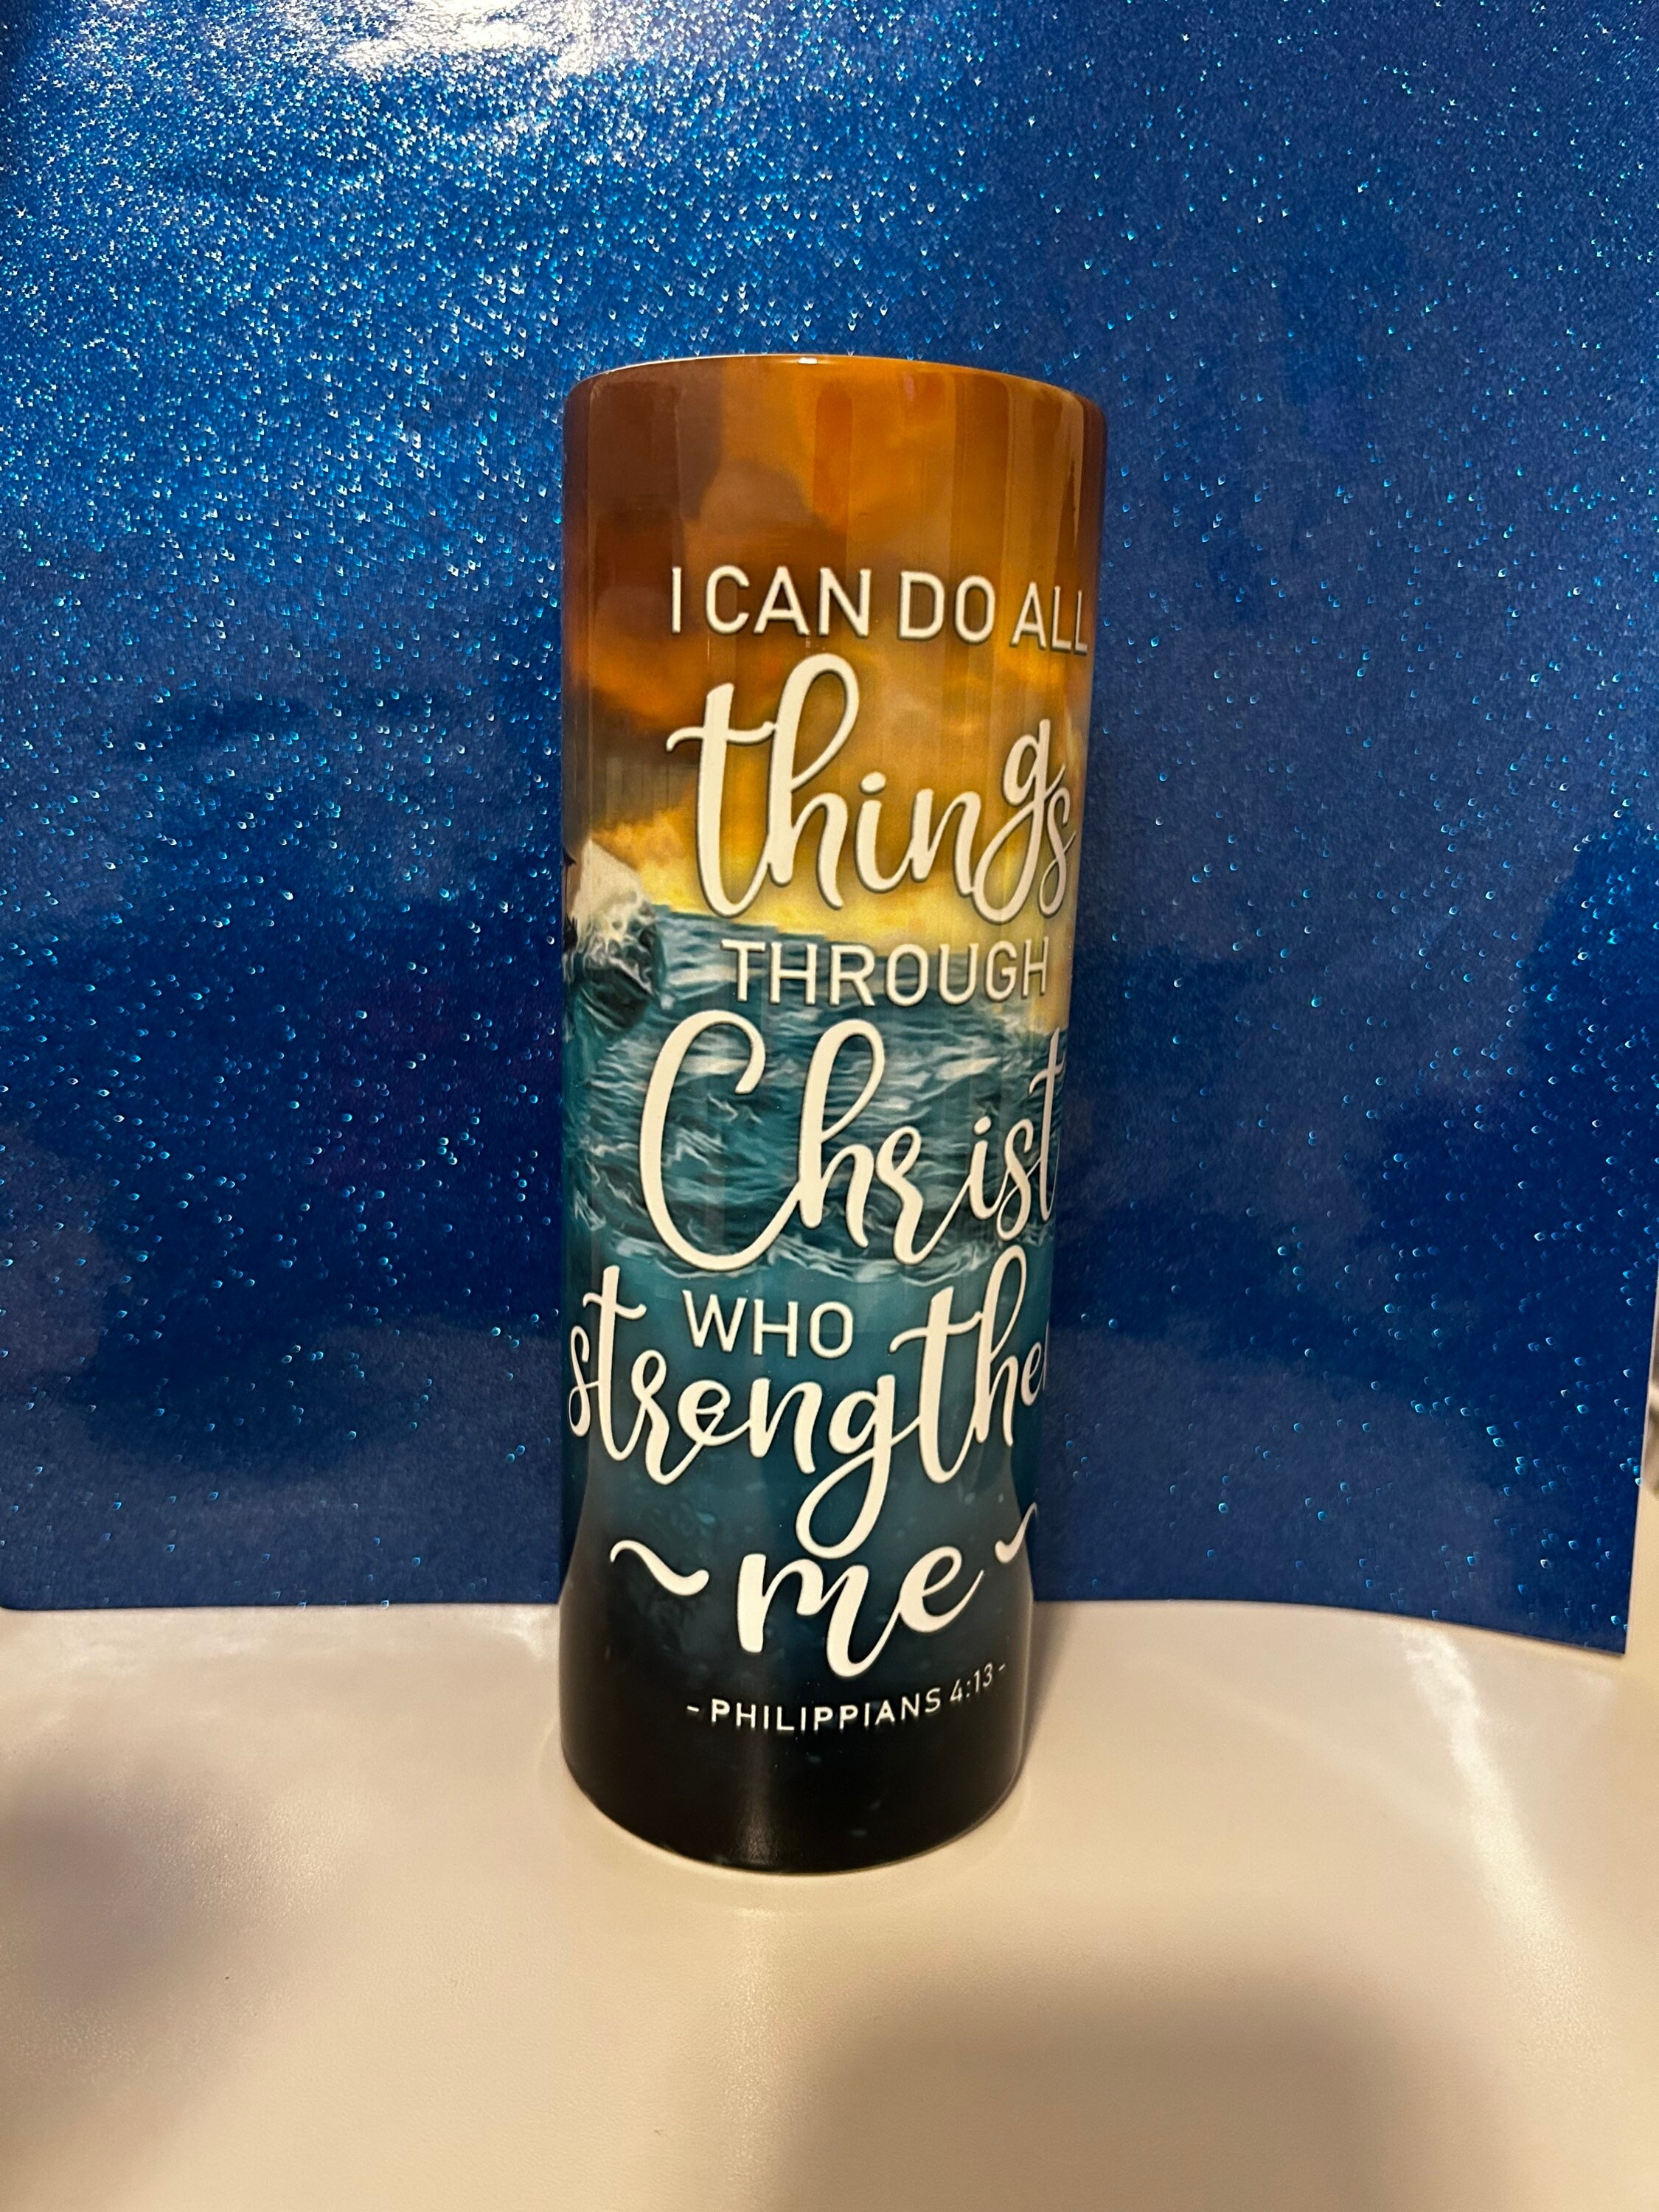 I CAN DO ALL
things
THROUGH
Christ
WHO
strengthe
~ me ~
- PHILIPPIANS 4:13 -